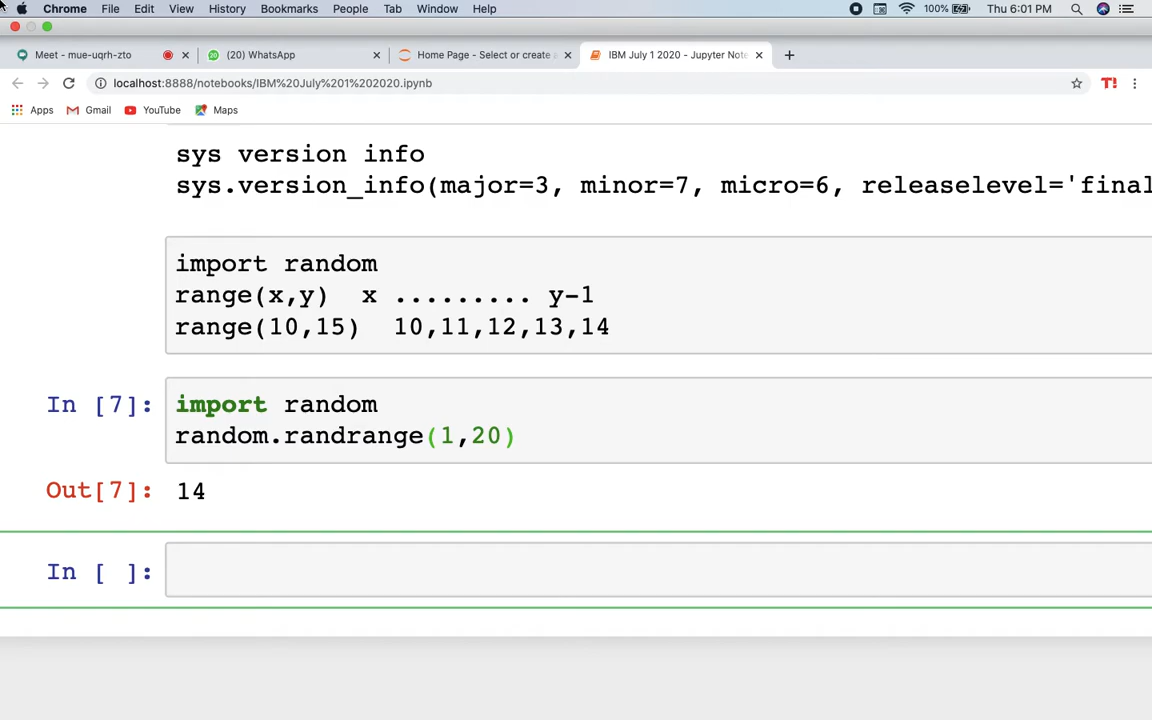 Chrome File Edit View History Bookmarks People Tab Window Help 100% Thu 6:01 PM
Meet - mue-uqrh-zto (20) WhatsApp Home Page - Select or create a IBM July 1 2020 - Jupyter Note
localhost:8888/notebooks/IBM%20July%201%202020.ipynb T!
Apps Gmail YouTube Maps
sys version info
sys.version_info(major=3, minor=7, micro=6, releaselevel='final
import random
range(x,y) x ......... y-1
range(10,15) 10,11,12,13,14
In [7]: import random
random.randrange(1,20)
Out[7]: 14
In [ ]: